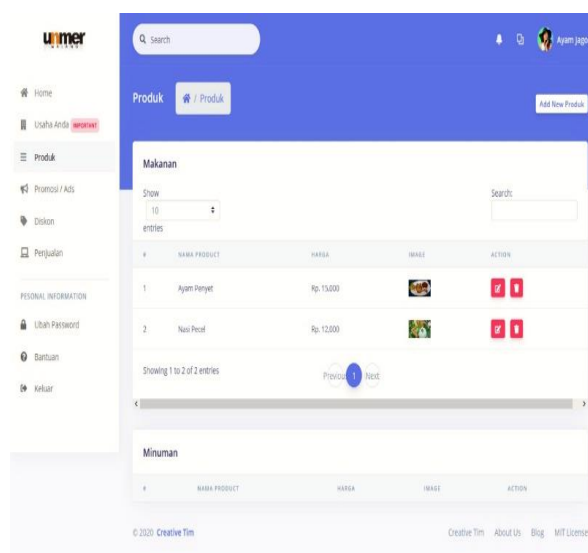 unmer
Search
Ayam jago
Home
Usaha Anda IMPORTANT
Produk
Promosi / Ads
Diskon
Penjualan
PESONAL INFORMATION
Ubah Password
Bantuan
Keluar
Produk
/ Produk
Add New Produk
Makanan
Show
10
entries
Search:
# NAMA PRODUCT HARGA IMAGE ACTION
1 Ayam Penyet Rp. 15,000
2 Nasi Pecel Rp. 12,000
Showing 1 to 2 of 2 entries
Previous 1 Next
Minuman
# NAMA PRODUCT HARGA IMAGE ACTION
© 2020 Creative Tim
Creative Tim About Us Blog MIT License